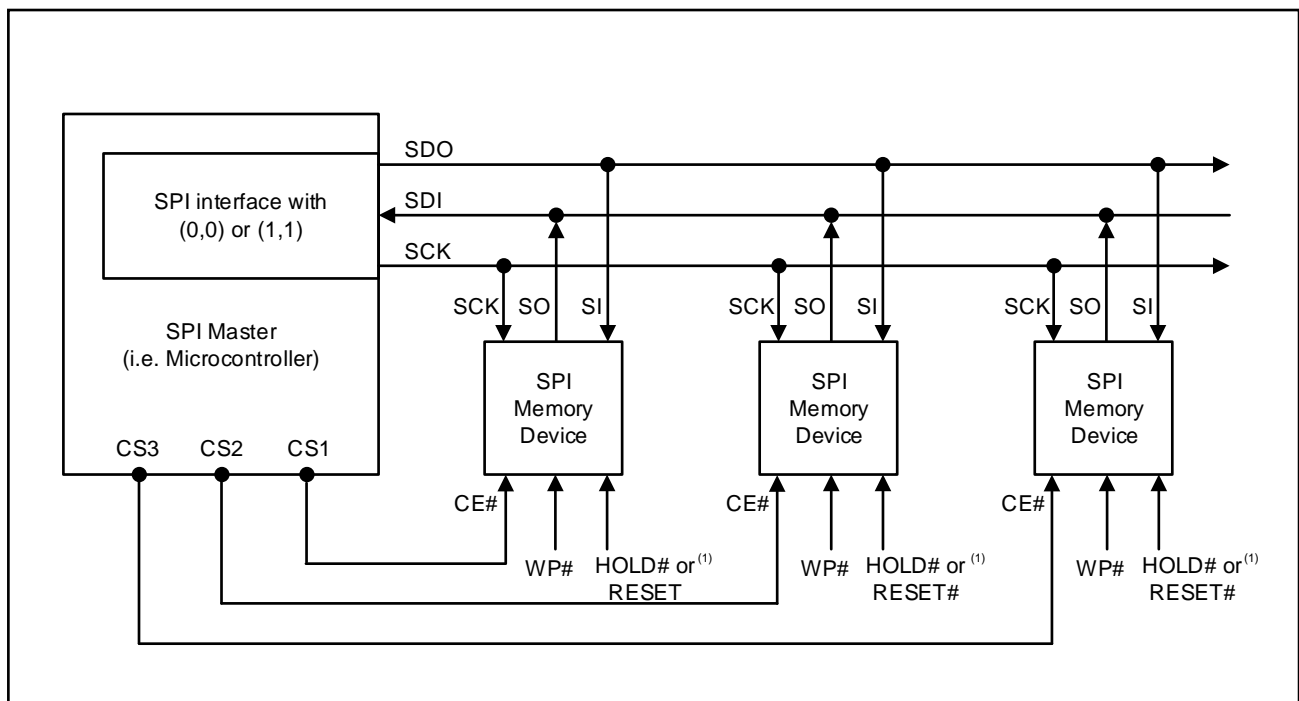 SDO
SPI interface with
(0,0) or (1,1)
SDI
SCK
SPI Master
(i.e. Microcontroller)
SCK SO SI
SCK SO SI
SCK SO SI
SPI
Memory
Device
SPI
Memory
Device
SPI
Memory
Device
CS3 CS2 CS1
CE#
CE#
CE#
WP#
HOLD# or (1)
RESET
WP#
HOLD# or (1)
RESET#
WP#
HOLD# or (1)
RESET#